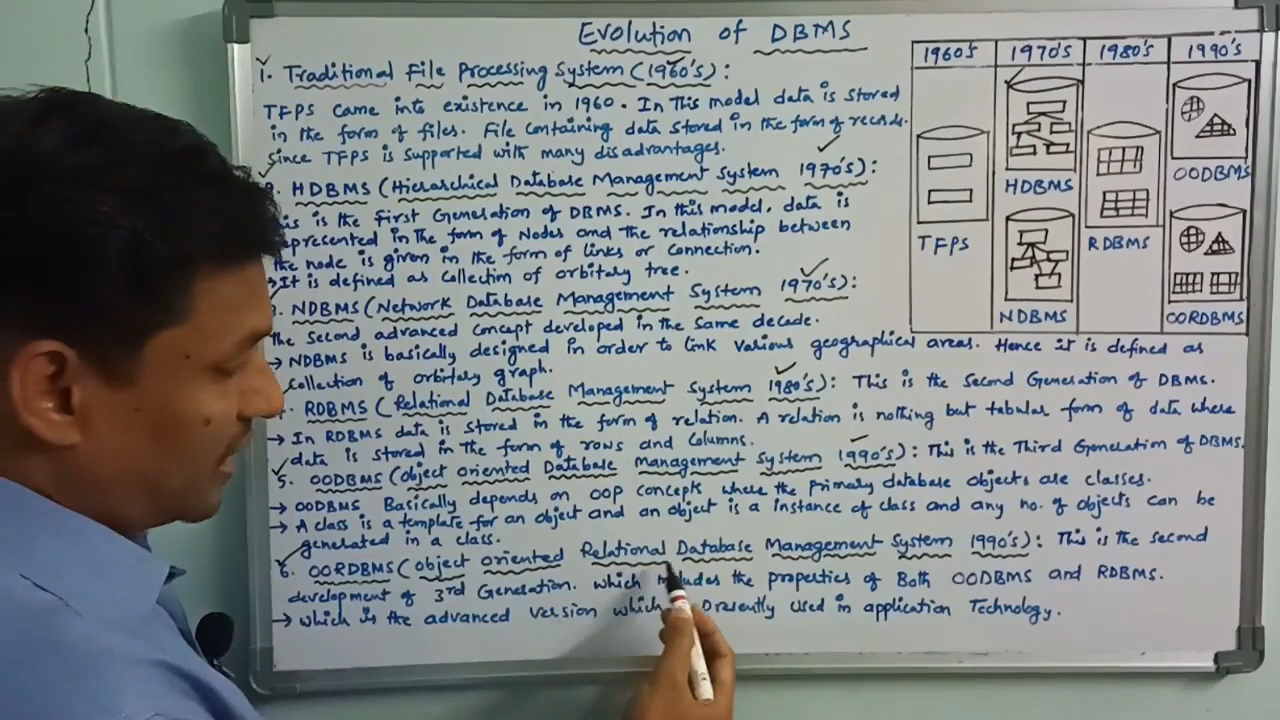 Evolution of DBMS
1. Traditional File Processing System (1960's) :
TFPS came into existence in 1960. In this model data is stored
in the form of files. File containing data stored in the form of records.
since TFPS is supported with many disadvantages.
HDBMS (Hierarchical Database Management System 1970's) :
is is the First Generation of DBMS. In this model, data is
presented in the form of Nodes and the relationship between
the node is given in the form of links or connection.
→ It is defined as collection of orbitary tree.
NDBMS (Network Database Management System 1970's) :
the second advanced concept developed in the same decade.
→ NDBMS is basically designed in order to link various geographical areas. Hence it is defined as
collection of orbitary graph.
RDBMS (Relational Database Management System 1980's) : This is the Second Generation of DBMS.
→ In RDBMS data is stored in the form of relation. A relation is nothing but tabular form of data where
data is stored in the form of rows and columns.
5. OODBMS (object oriented Database management System 1990's) : This is the Third Generation of DBMS.
→ OODBMS Basically depends on OOP concepts where the primary database objects are classes.
→ A class is a template for an object and an object is a instance of class and any no. of objects can be
generated in a class.
6. OORDBMS (object oriented Relational Database Management System 1990's) : This is the second
development of 3rd Generation. which includes the properties of Both OODBMS and RDBMS.
→ which is the advanced version which Presently used in application Technology.
1960's 1970's 1980's 1990's
HDBMS OODBMS
TFPS RDBMS
NDBMS OORDBMS